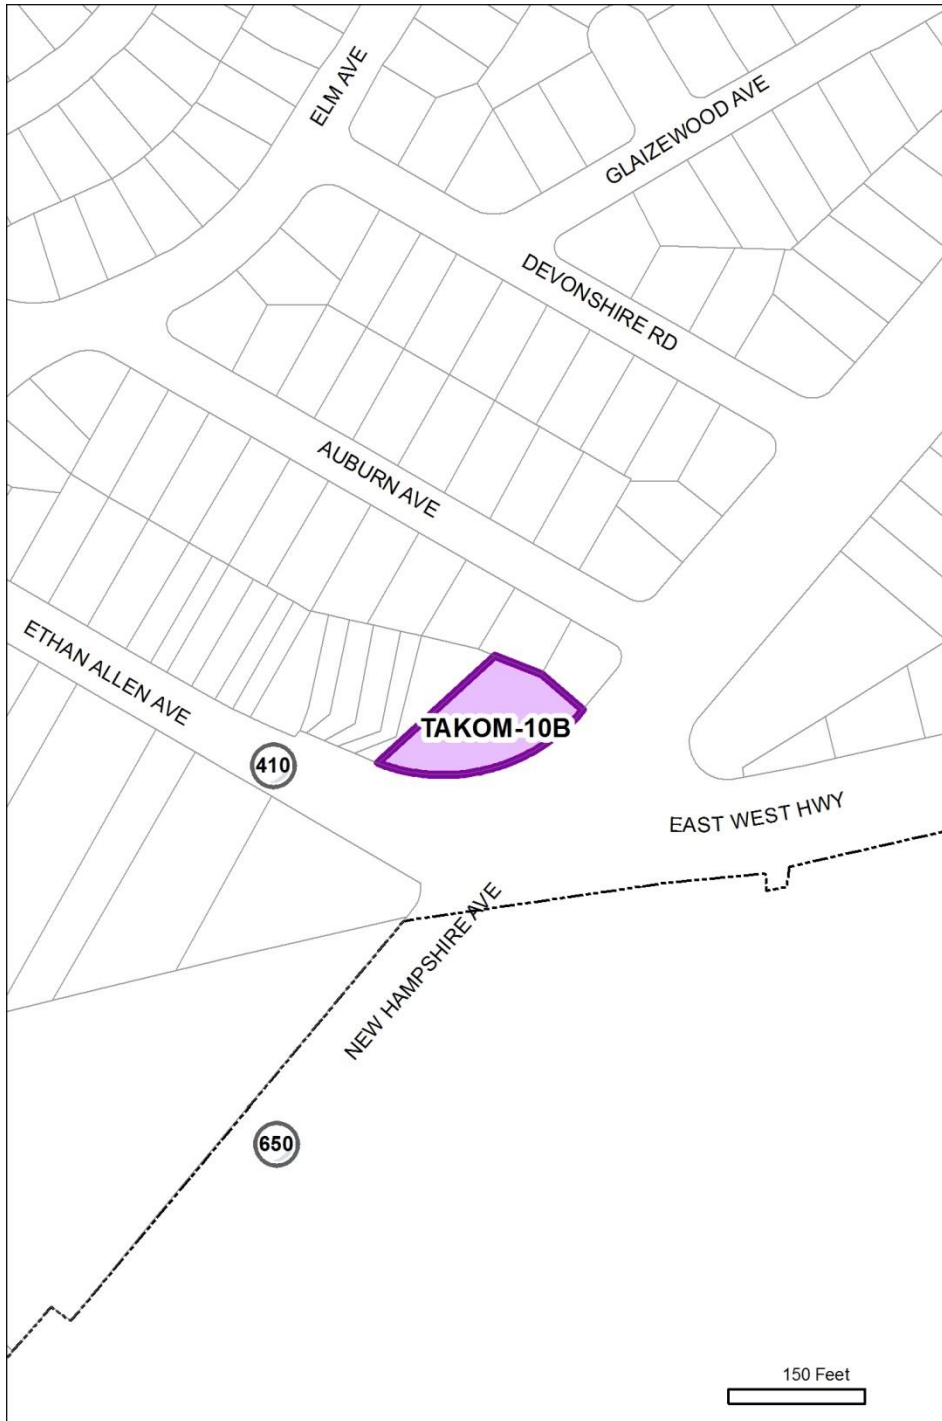 ELM AVE
GLAIZEWOOD AVE
DEVONSHIRE RD
AUBURN AVE
ETHAN ALLEN AVE
TAKOM-10B
410
EAST WEST HWY
NEW HAMPSHIRE AVE
650
150 Feet